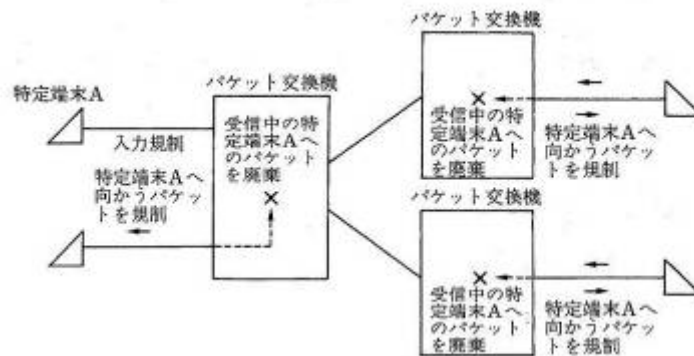 パケット交換機
特定端末A
パケット交換機
受信中の特
定端末Aへ
のパケット
を廃棄
入力規制
特定端末Aへ
向かうパケッ
トを規制
受信中の特
定端末Aへ
のパケット
を廃棄
特定端末Aへ
向かうパケッ
トを規制
パケット交換機
受信中の特
定端末Aへ
のパケット
を廃棄
特定端末Aへ
向かうパケッ
トを規制